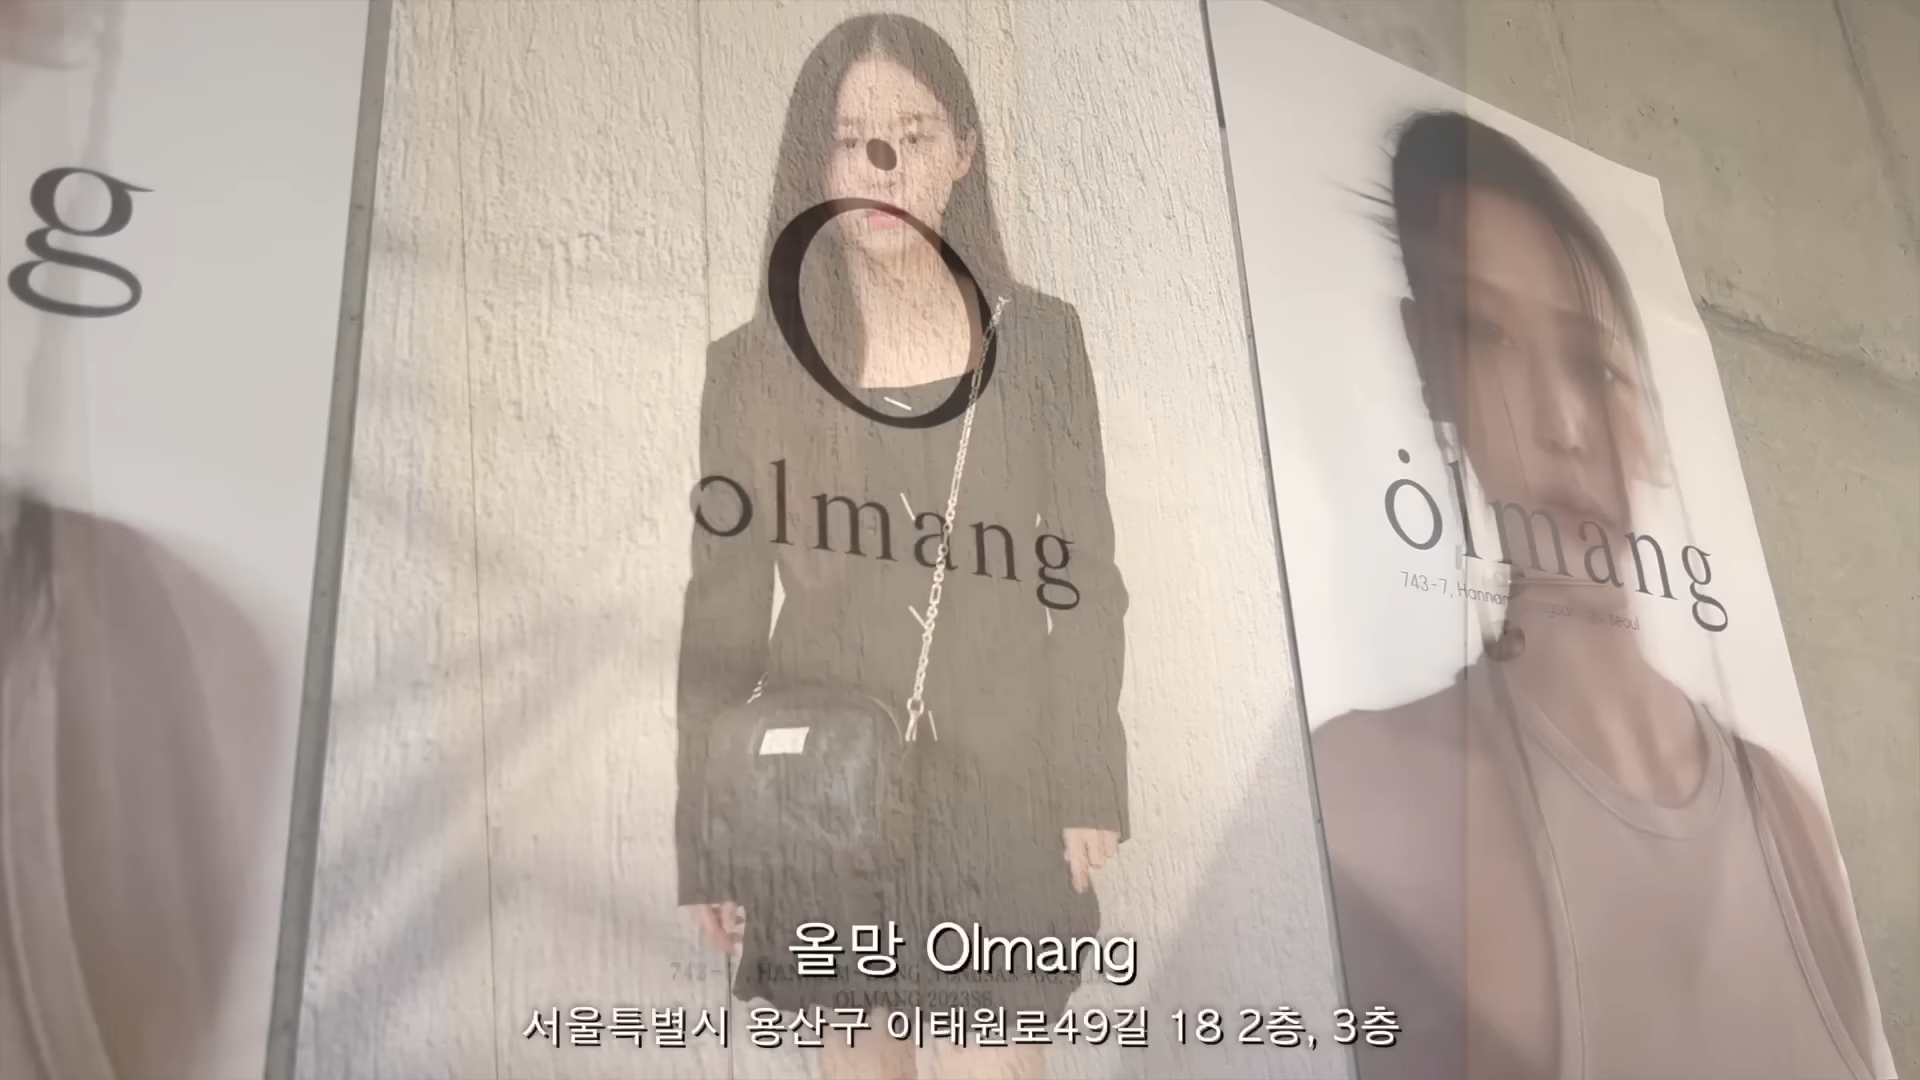 g
olmang
olmang
743-7, Hannam
seoul
올망 Olmang
OLMANG 2023SS
서울특별시 용산구 이태원로49길 18 2층, 3층